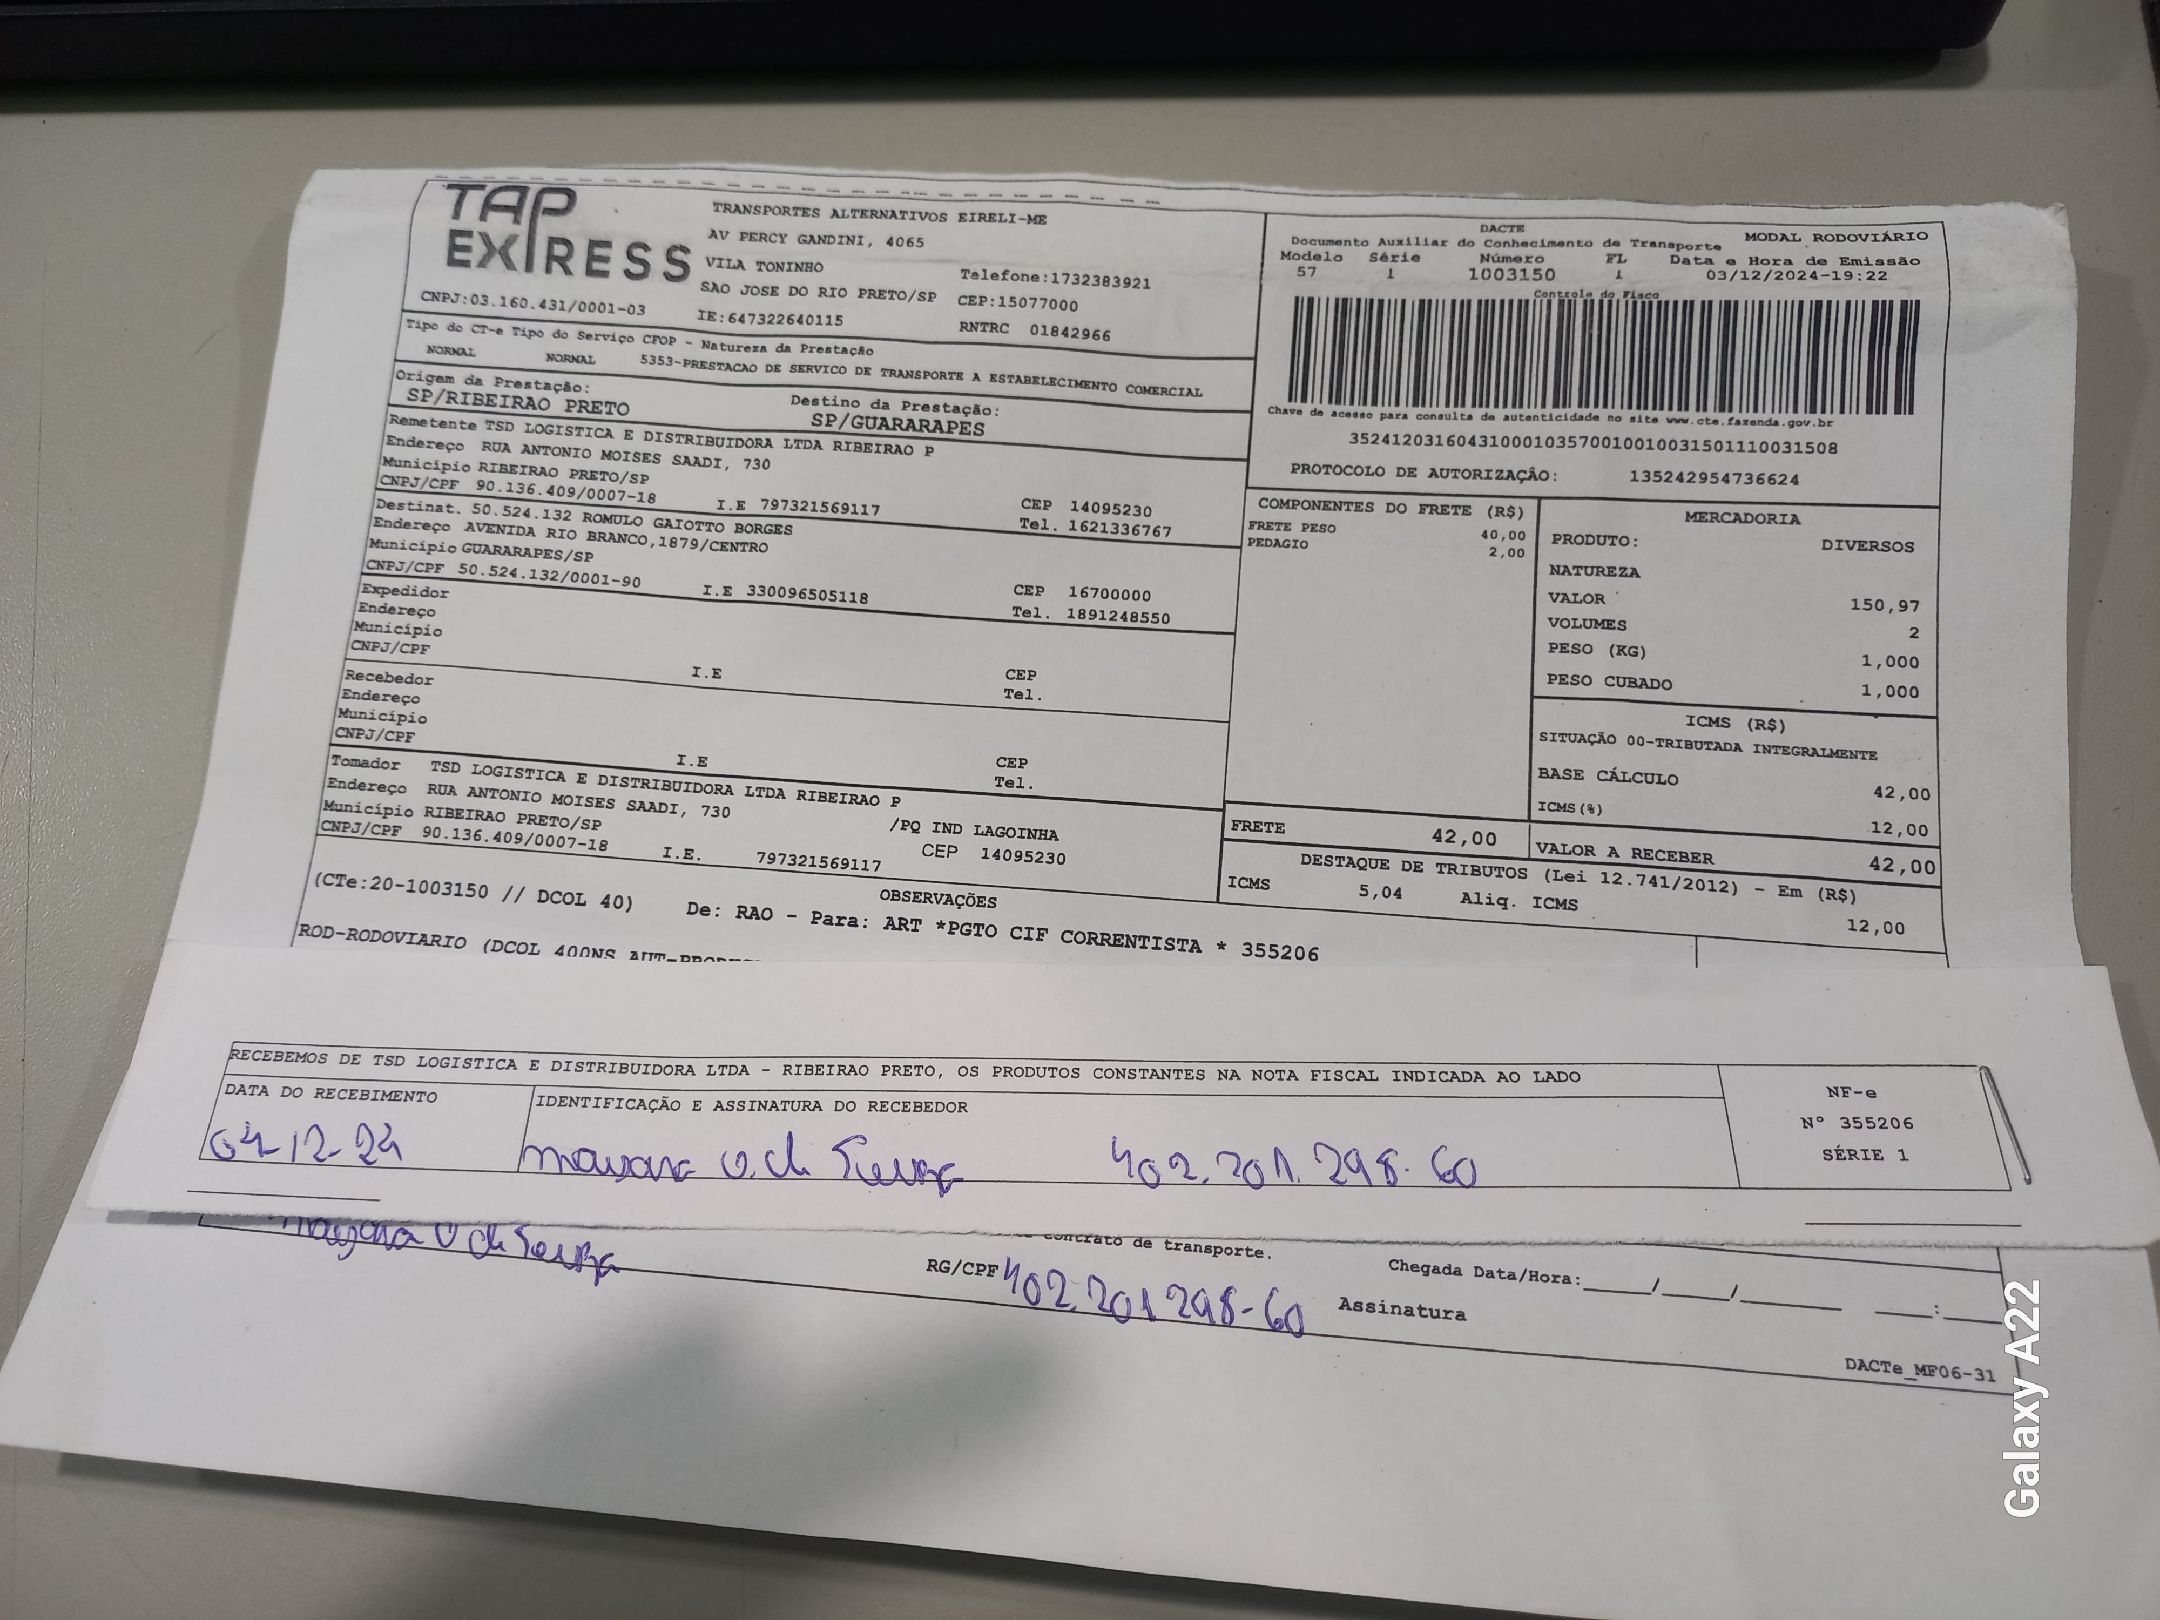 TAP EXPRESS
TRANSPORTES ALTERNATIVOS EIRELI-ME
AV PERCY GANDINI, 4065
VILA TONINHO Telefone:1732383921
SAO JOSE DO RIO PRETO/SP CEP:15077000
CNPJ:03.160.431/0001-03 IE:647322640115 RNTRC 01842966
DACTE MODAL RODOVIÁRIO
Documento Auxiliar do Conhecimento de Transporte
Modelo Série Número FL Data e Hora de Emissão
57 1 1003150 1 03/12/2024-19:22
Controle do Fisco
Chave de acesso para consulta de autenticidade no site www.cte.fazenda.gov.br
35241203160431000103570010010031501110031508
PROTOCOLO DE AUTORIZAÇÃO: 135242954736624
Tipo do CT-e Tipo do Serviço CFOP - Natureza da Prestação
NORMAL NORMAL 5353-PRESTACAO DE SERVICO DE TRANSPORTE A ESTABELECIMENTO COMERCIAL
Origem da Prestação: Destino da Prestação:
SP/RIBEIRAO PRETO SP/GUARARAPES
Remetente TSD LOGISTICA E DISTRIBUIDORA LTDA RIBEIRAO P
Endereço RUA ANTONIO MOISES SAADI, 730
Município RIBEIRAO PRETO/SP CEP 14095230
CNPJ/CPF 90.136.409/0007-18 I.E 797321569117 Tel. 1621336767
Destinat. 50.524.132 ROMULO GAIOTTO BORGES
Endereço AVENIDA RIO BRANCO,1879/CENTRO
Município GUARARAPES/SP CEP 16700000
CNPJ/CPF 50.524.132/0001-90 I.E 330096505118 Tel. 1891248550
Expedidor
Endereço
Município CEP
CNPJ/CPF I.E Tel.
Recebedor
Endereço
Município CEP
CNPJ/CPF I.E Tel.
Tomador TSD LOGISTICA E DISTRIBUIDORA LTDA RIBEIRAO P
Endereço RUA ANTONIO MOISES SAADI, 730 /PQ IND LAGOINHA
Município RIBEIRAO PRETO/SP CEP 14095230
CNPJ/CPF 90.136.409/0007-18 I.E. 797321569117
COMPONENTES DO FRETE (R$)
FRETE PESO 40,00
PEDAGIO 2,00
MERCADORIA
PRODUTO: DIVERSOS
NATUREZA
VALOR 150,97
VOLUMES 2
PESO (KG) 1,000
PESO CUBADO 1,000
ICMS (R$)
SITUAÇÃO 00-TRIBUTADA INTEGRALMENTE
BASE CÁLCULO 42,00
ICMS(%) 12,00
FRETE 42,00 VALOR A RECEBER 42,00
DESTAQUE DE TRIBUTOS (Lei 12.741/2012) - Em (R$)
ICMS 5,04 Aliq. ICMS 12,00
OBSERVAÇÕES
(CTe:20-1003150 // DCOL 40) De: RAO - Para: ART *PGTO CIF CORRENTISTA * 355206
ROD-RODOVIARIO (DCOL
RECEBEMOS DE TSD LOGISTICA E DISTRIBUIDORA LTDA - RIBEIRAO PRETO, OS PRODUTOS CONSTANTES NA NOTA FISCAL INDICADA AO LADO
DATA DO RECEBIMENTO IDENTIFICAÇÃO E ASSINATURA DO RECEBEDOR
04-12-24 mayara O. de Souza 402.201.298-60
NF-e
Nº 355206
SÉRIE 1
contrato de transporte.
mayara O de Souza
RG/CPF 402.201 298-60 Assinatura Chegada Data/Hora:____/____/______ ____:____
DACTe_MF06-31
Galaxy A22